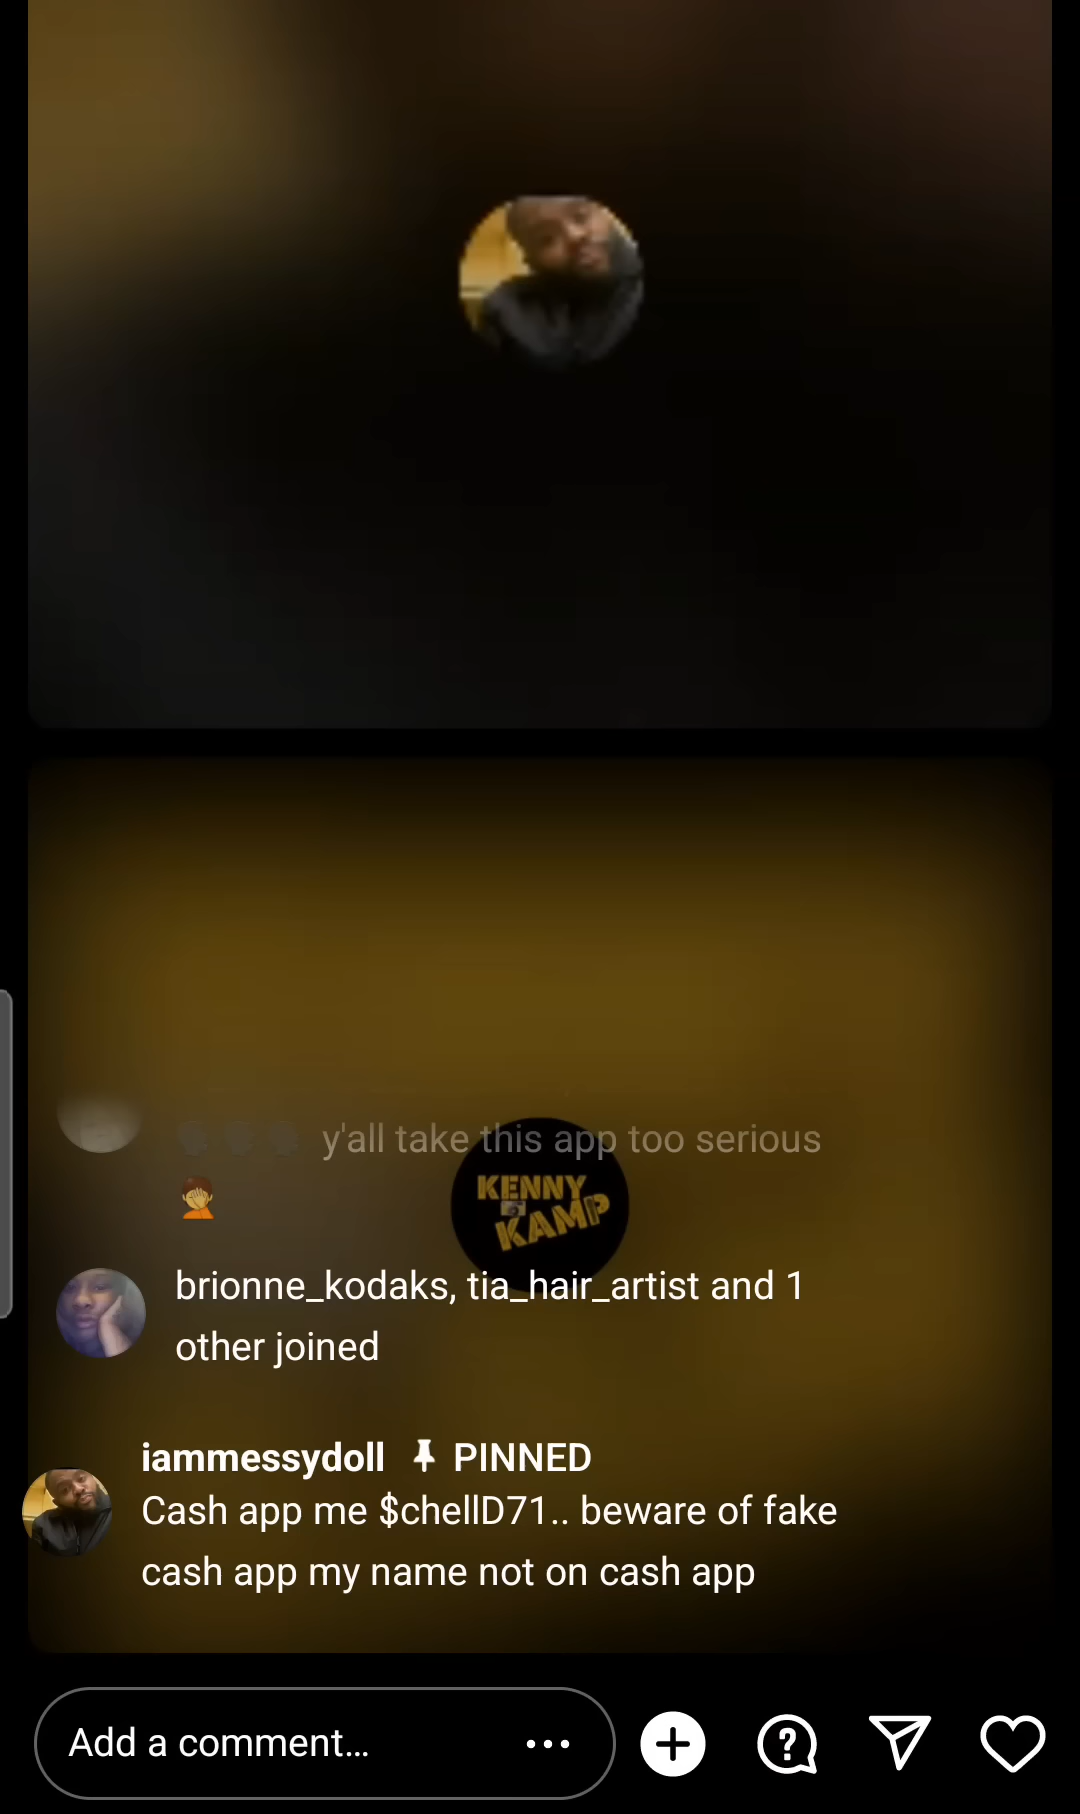 y'all take this app too serious
🤦
KENNY
KAMP
brionne_kodaks, tia_hair_artist and 1
other joined
iammessydoll 📌 PINNED
Cash app me $chellD71.. beware of fake
cash app my name not on cash app
Add a comment...